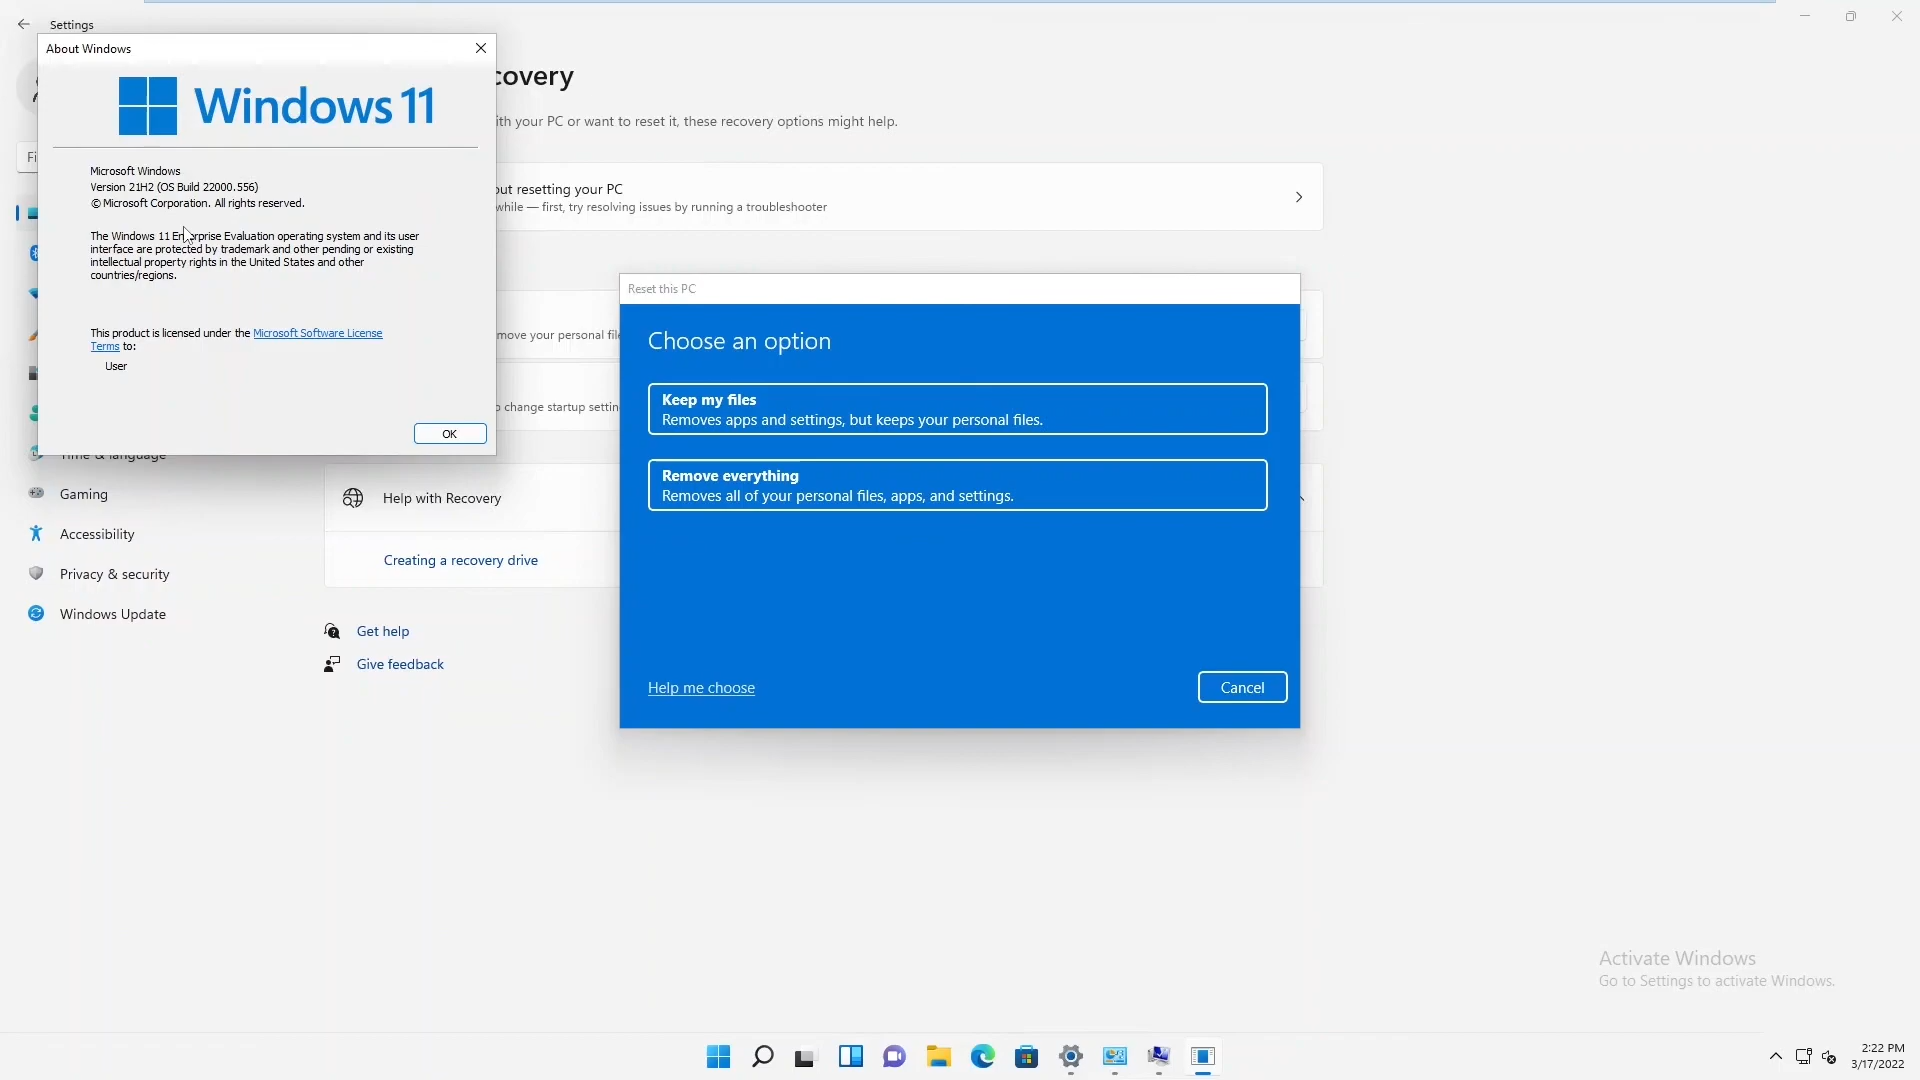 Settings
About Windows
Windows 11
Microsoft Windows
Version 21H2 (OS Build 22000.556)
© Microsoft Corporation. All rights reserved.
The Windows 11 Enterprise Evaluation operating system and its user
interface are protected by trademark and other pending or existing
intellectual property rights in the United States and other
countries/regions.
This product is licensed under the Microsoft Software License
Terms to:
User
OK
covery
ith your PC or want to reset it, these recovery options might help.
out resetting your PC
while — first, try resolving issues by running a troubleshooter
Fi
move your personal file
o change startup settin
Time & language
Gaming
Accessibility
Privacy & security
Windows Update
Help with Recovery
Creating a recovery drive
Get help
Give feedback
Reset this PC
Choose an option
Keep my files
Removes apps and settings, but keeps your personal files.
Remove everything
Removes all of your personal files, apps, and settings.
Help me choose
Cancel
Activate Windows
Go to Settings to activate Windows.
2:22 PM
3/17/2022